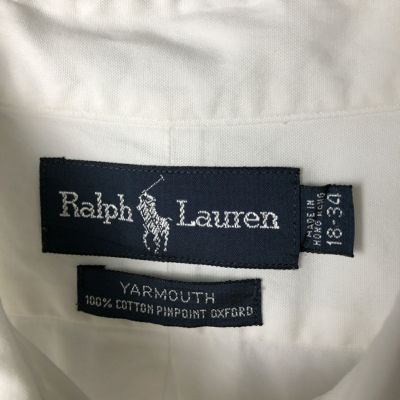 Ralph Lauren
MADE IN
HONG KONG
18-34
YARMOUTH
100% COTTON PINPOINT OXFORD